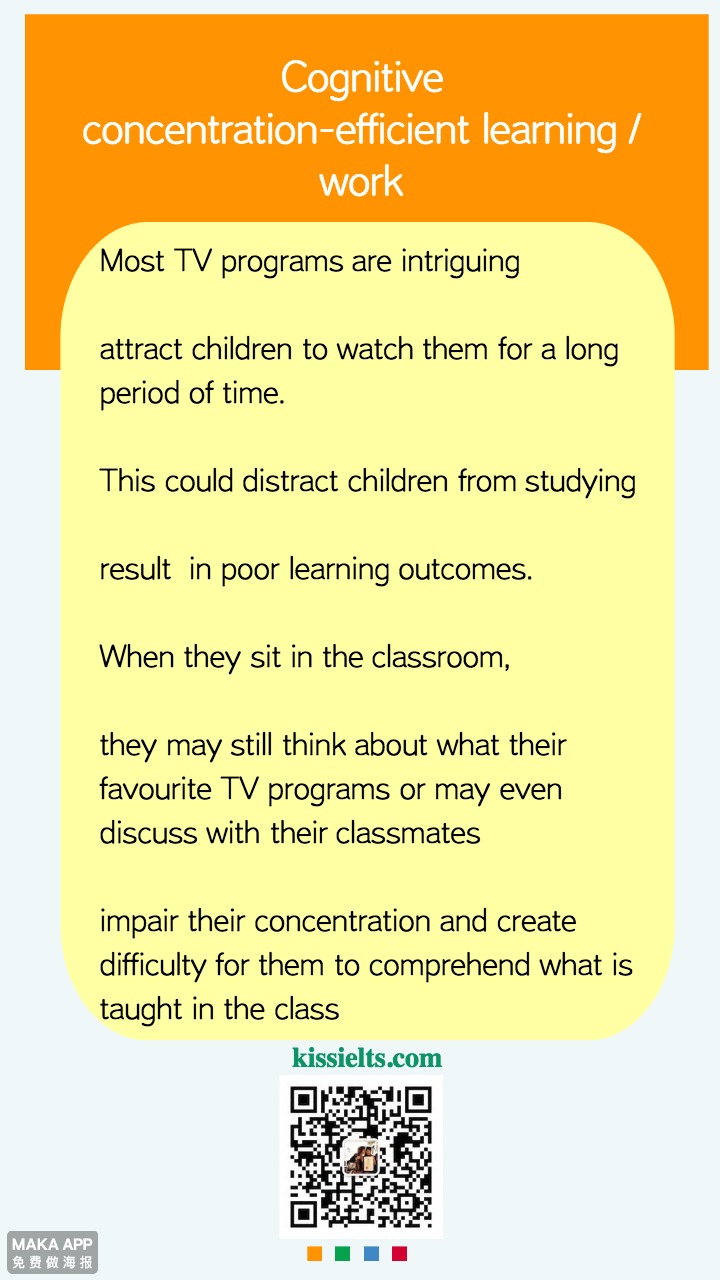 Cognitive
concentration-efficient learning /
work
Most TV programs are intriguing
attract children to watch them for a long
period of time.
This could distract children from studying
result  in poor learning outcomes.
When they sit in the classroom,
they may still think about what their
favourite TV programs or may even
discuss with their classmates
impair their concentration and create
difficulty for them to comprehend what is
taught in the class
kissielts.com
MAKA APP
免费做海报